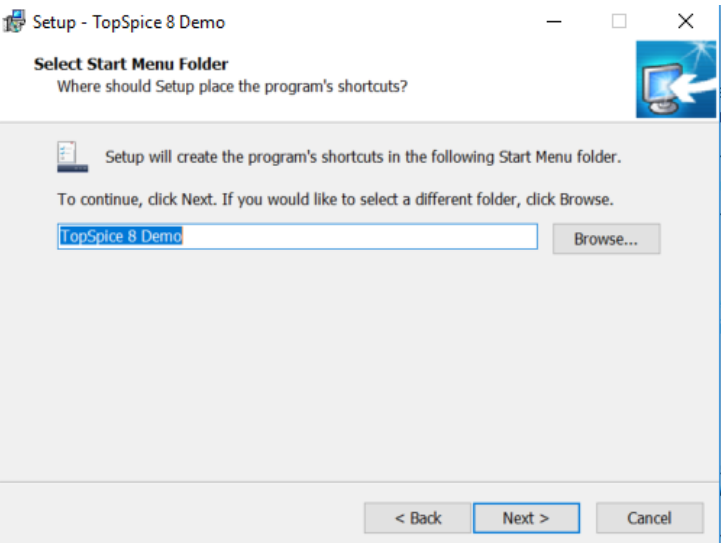 Setup - TopSpice 8 Demo
Select Start Menu Folder
Where should Setup place the program's shortcuts?
Setup will create the program's shortcuts in the following Start Menu folder.
To continue, click Next. If you would like to select a different folder, click Browse.
TopSpice 8 Demo
Browse...
< Back
Next >
Cancel